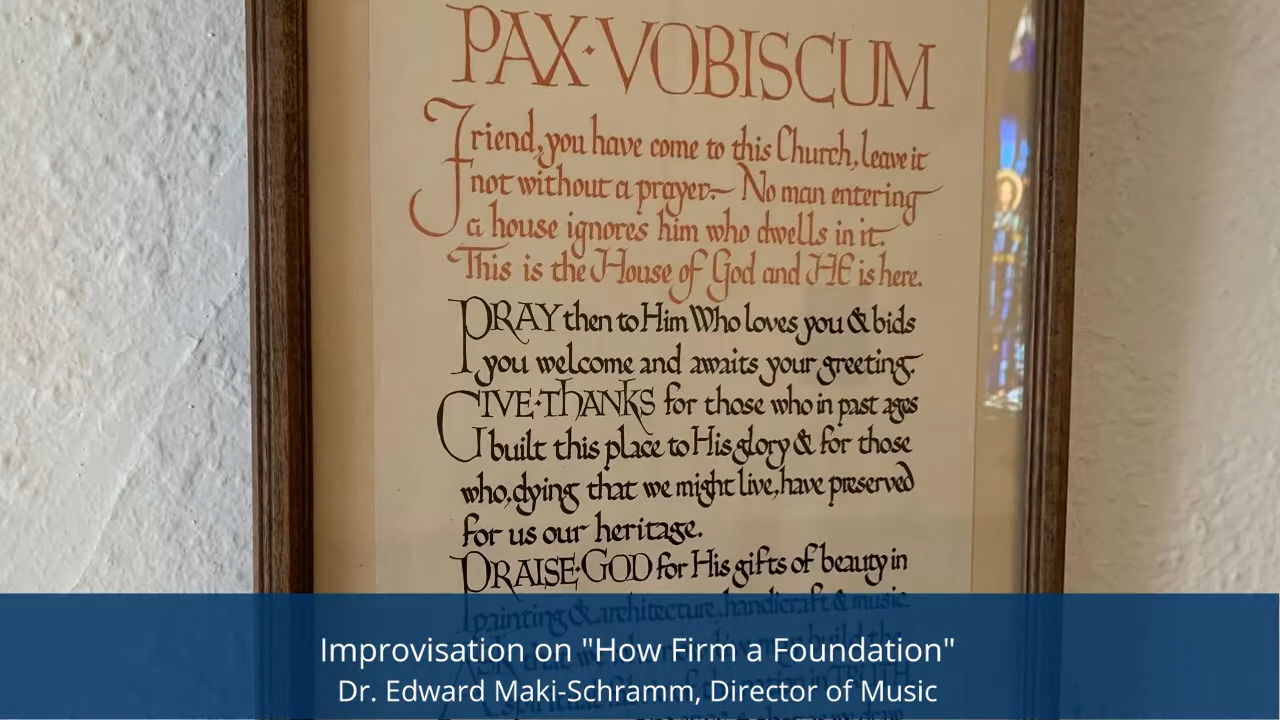 PAX·VOBISCUM
Friend, you have come to this Church, leave it
not without a prayer.— No man entering
a house ignores him who dwells in it.
This is the House of God and HE is here.
PRAY then to Him Who loves you & bids
you welcome and awaits your greeting.
GIVE·THANKS for those who in past ages
built this place to His glory & for those
who, dying that we might live, have preserved
for us our heritage.
PRAISE·GOD for His gifts of beauty in
painting & architecture, handicraft & music.
Improvisation on "How Firm a Foundation"
Dr. Edward Maki-Schramm, Director of Music